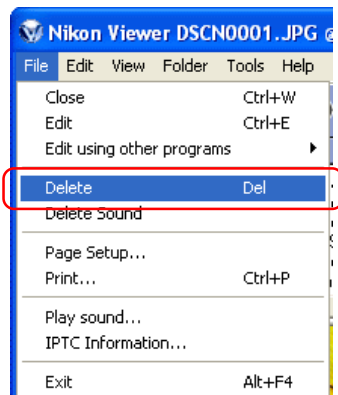 Nikon Viewer DSCN0001.JPG
File Edit View Folder Tools Help
Close Ctrl+W
Edit Ctrl+E
Edit using other programs
Delete Del
Delete Sound
Page Setup...
Print... Ctrl+P
Play sound...
IPTC Information...
Exit Alt+F4